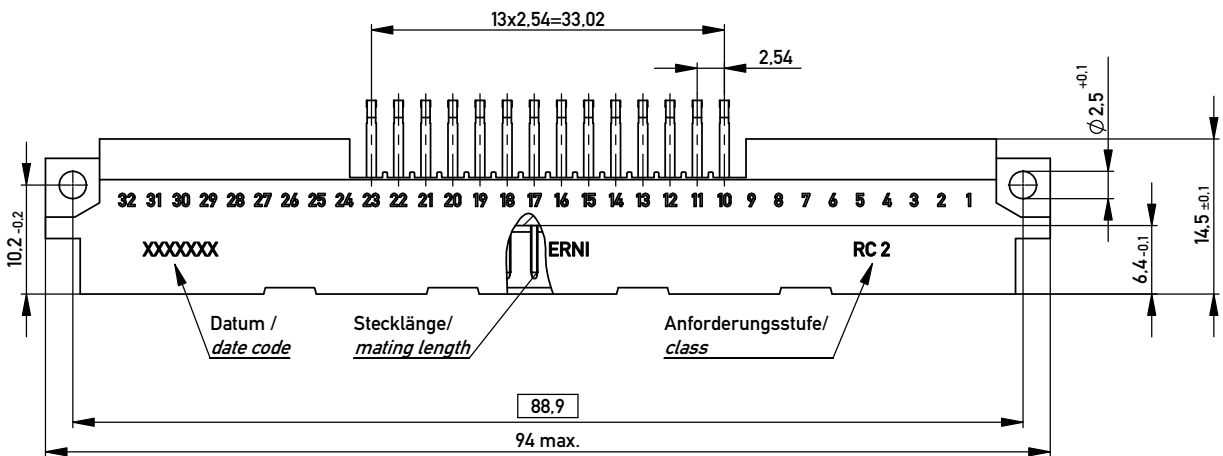 13x2,54=33,02
2,54
Ø 2,5 +0.1
32 31 30 29 28 27 26 25 24 23 22 21 20 19 18 17 16 15 14 13 12 11 10 9 8 7 6 5 4 3 2 1
10,2 -0.2
XXXXXXX
ERNI
RC 2
6,4 -0.1
14,5 ±0.1
Datum /
date code
Stecklänge/
mating length
Anforderungsstufe/
class
88,9
94 max.